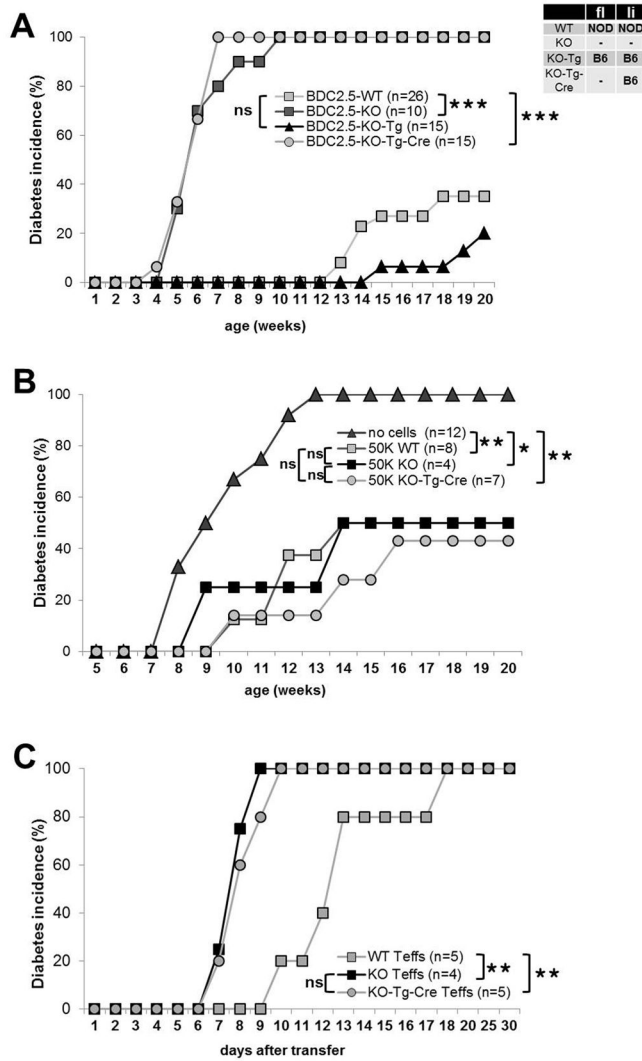 A
fl li
WT NOD NOD
KO - -
KO-Tg B6 B6
KO-Tg-
Cre - B6
Diabetes incidence (%)
100
80
60
40
20
0
ns
BDC2.5-WT (n=26)
BDC2.5-KO (n=10)
BDC2.5-KO-Tg (n=15)
BDC2.5-KO-Tg-Cre (n=15)
***
***
1 2 3 4 5 6 7 8 9 10 11 12 13 14 15 16 17 18 19 20
age (weeks)
B
Diabetes incidence (%)
100
80
60
40
20
0
no cells (n=12)
50K WT (n=8)
50K KO (n=4)
50K KO-Tg-Cre (n=7)
ns
ns
ns
**
*
**
5 6 7 8 9 10 11 12 13 14 15 16 17 18 19 20
age (weeks)
C
Diabetes incidence (%)
100
80
60
40
20
0
WT Teffs (n=5)
KO Teffs (n=4)
KO-Tg-Cre Teffs (n=5)
ns
**
**
1 2 3 4 5 6 7 8 9 10 11 12 13 14 15 16 17 18 20 25 30
days after transfer